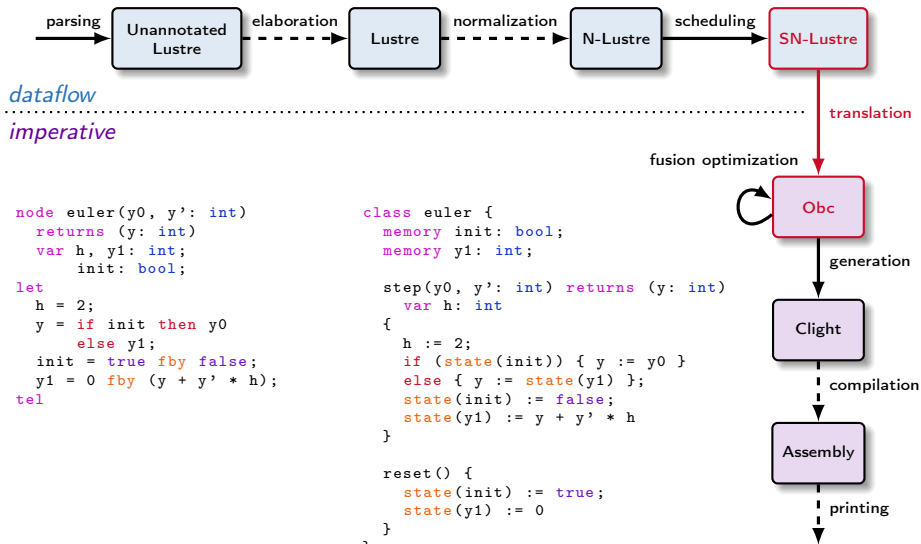 parsing
Unannotated
Lustre
elaboration
Lustre
normalization
N-Lustre
scheduling
SN-Lustre
dataflow
imperative
translation
fusion optimization
Obc
generation
Clight
compilation
Assembly
printing
node euler(y0, y’: int)
  returns (y: int)
  var h, y1: int;
      init: bool;
let
  h = 2;
  y = if init then y0
      else y1;
  init = true fby false;
  y1 = 0 fby (y + y’ * h);
tel
class euler {
  memory init: bool;
  memory y1: int;

  step(y0, y’: int) returns (y: int)
    var h: int
  {
    h := 2;
    if (state(init)) { y := y0 }
    else { y := state(y1) };
    state(init) := false;
    state(y1) := y + y’ * h
  }

  reset() {
    state(init) := true;
    state(y1) := 0
  }
}